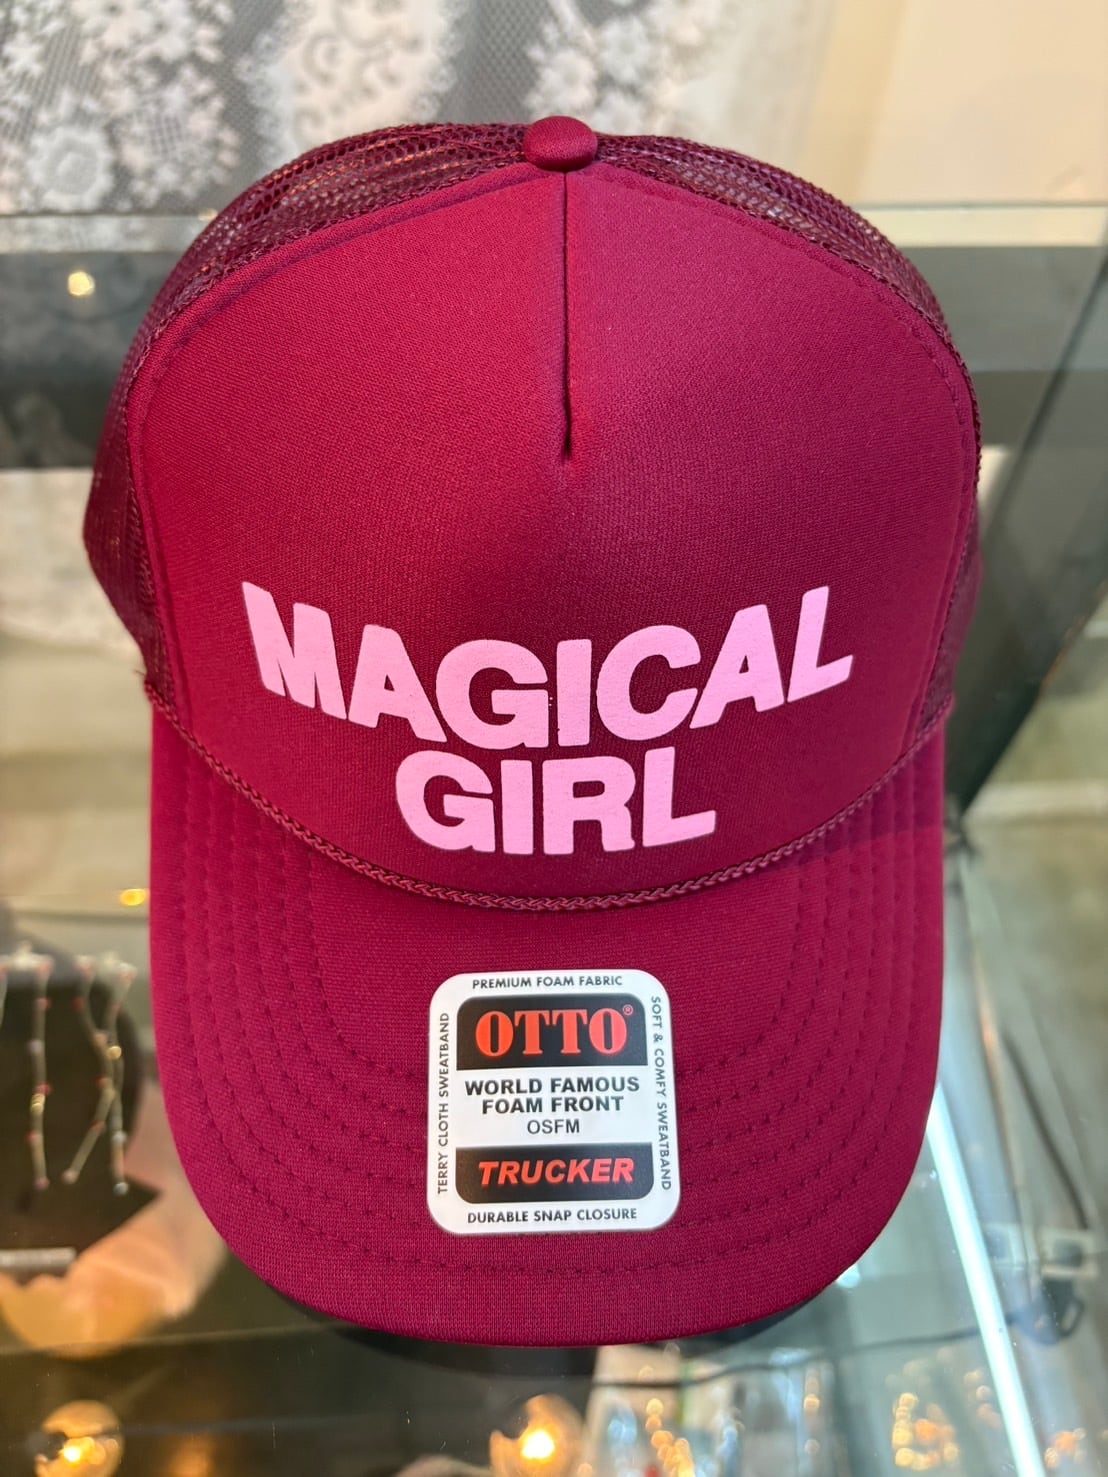 MAGICAL
GIRL
PREMIUM FOAM FABRIC
OTTO®
WORLD FAMOUS
FOAM FRONT
OSFM
TRUCKER
DURABLE SNAP CLOSURE
TERRY CLOTH SWEATBAND
SOFT & COMFY SWEATBAND